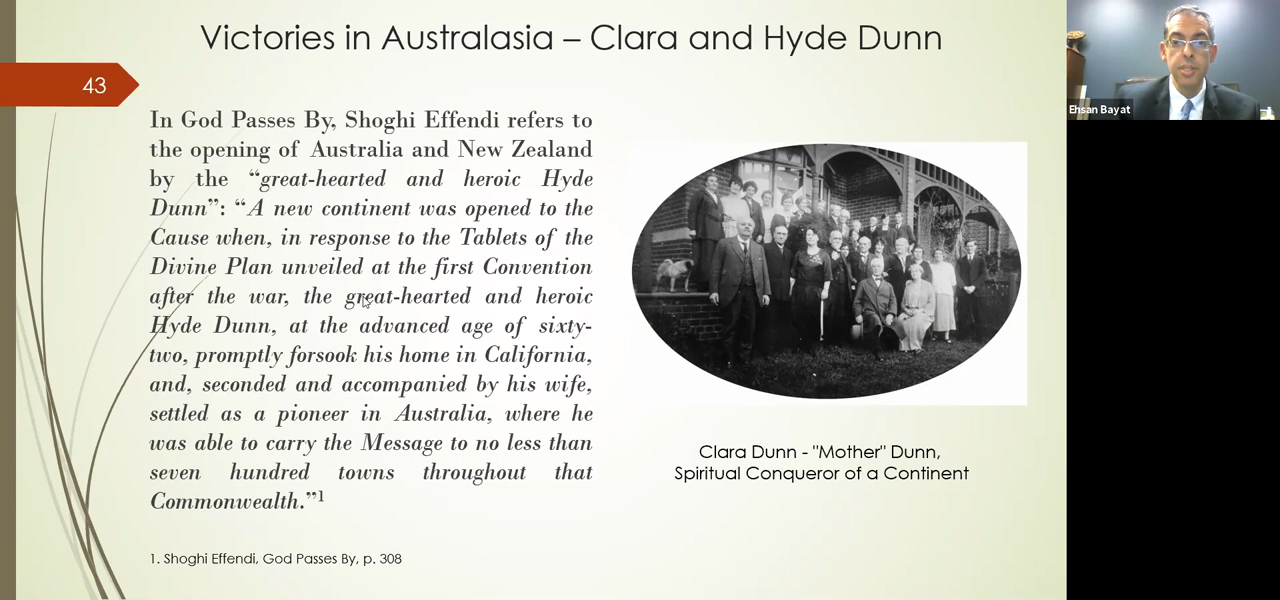 Victories in Australasia – Clara and Hyde Dunn
43
In God Passes By, Shoghi Effendi refers to
the opening of Australia and New Zealand
by the “great-hearted and heroic Hyde
Dunn”: “A new continent was opened to the
Cause when, in response to the Tablets of the
Divine Plan unveiled at the first Convention
after the war, the great-hearted and heroic
Hyde Dunn, at the advanced age of sixty-
two, promptly forsook his home in California,
and, seconded and accompanied by his wife,
settled as a pioneer in Australia, where he
was able to carry the Message to no less than
seven hundred towns throughout that
Commonwealth.”1
1. Shoghi Effendi, God Passes By, p. 308
Clara Dunn - "Mother" Dunn,
Spiritual Conqueror of a Continent
Ehsan Bayat